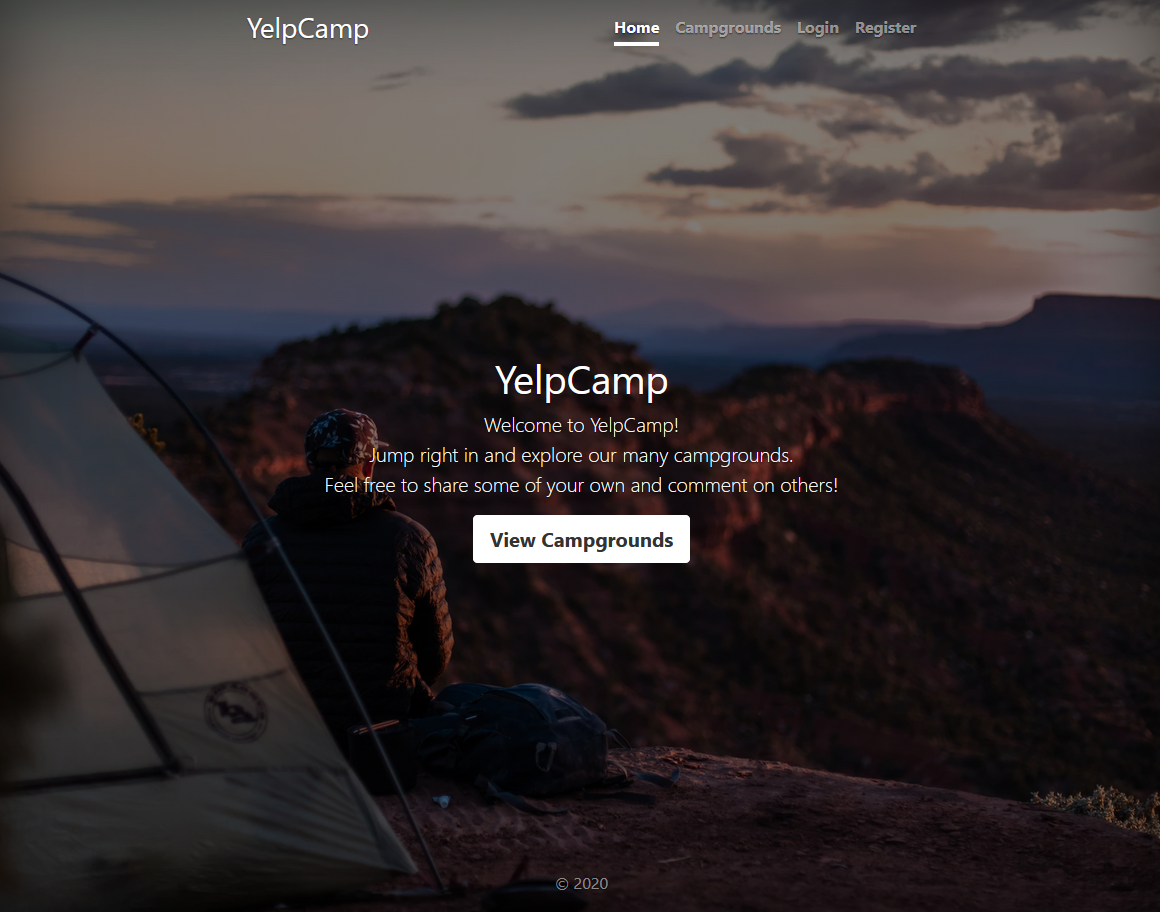 YelpCamp
Home Campgrounds Login Register
YelpCamp
Welcome to YelpCamp!
Jump right in and explore our many campgrounds.
Feel free to share some of your own and comment on others!
View Campgrounds
© 2020